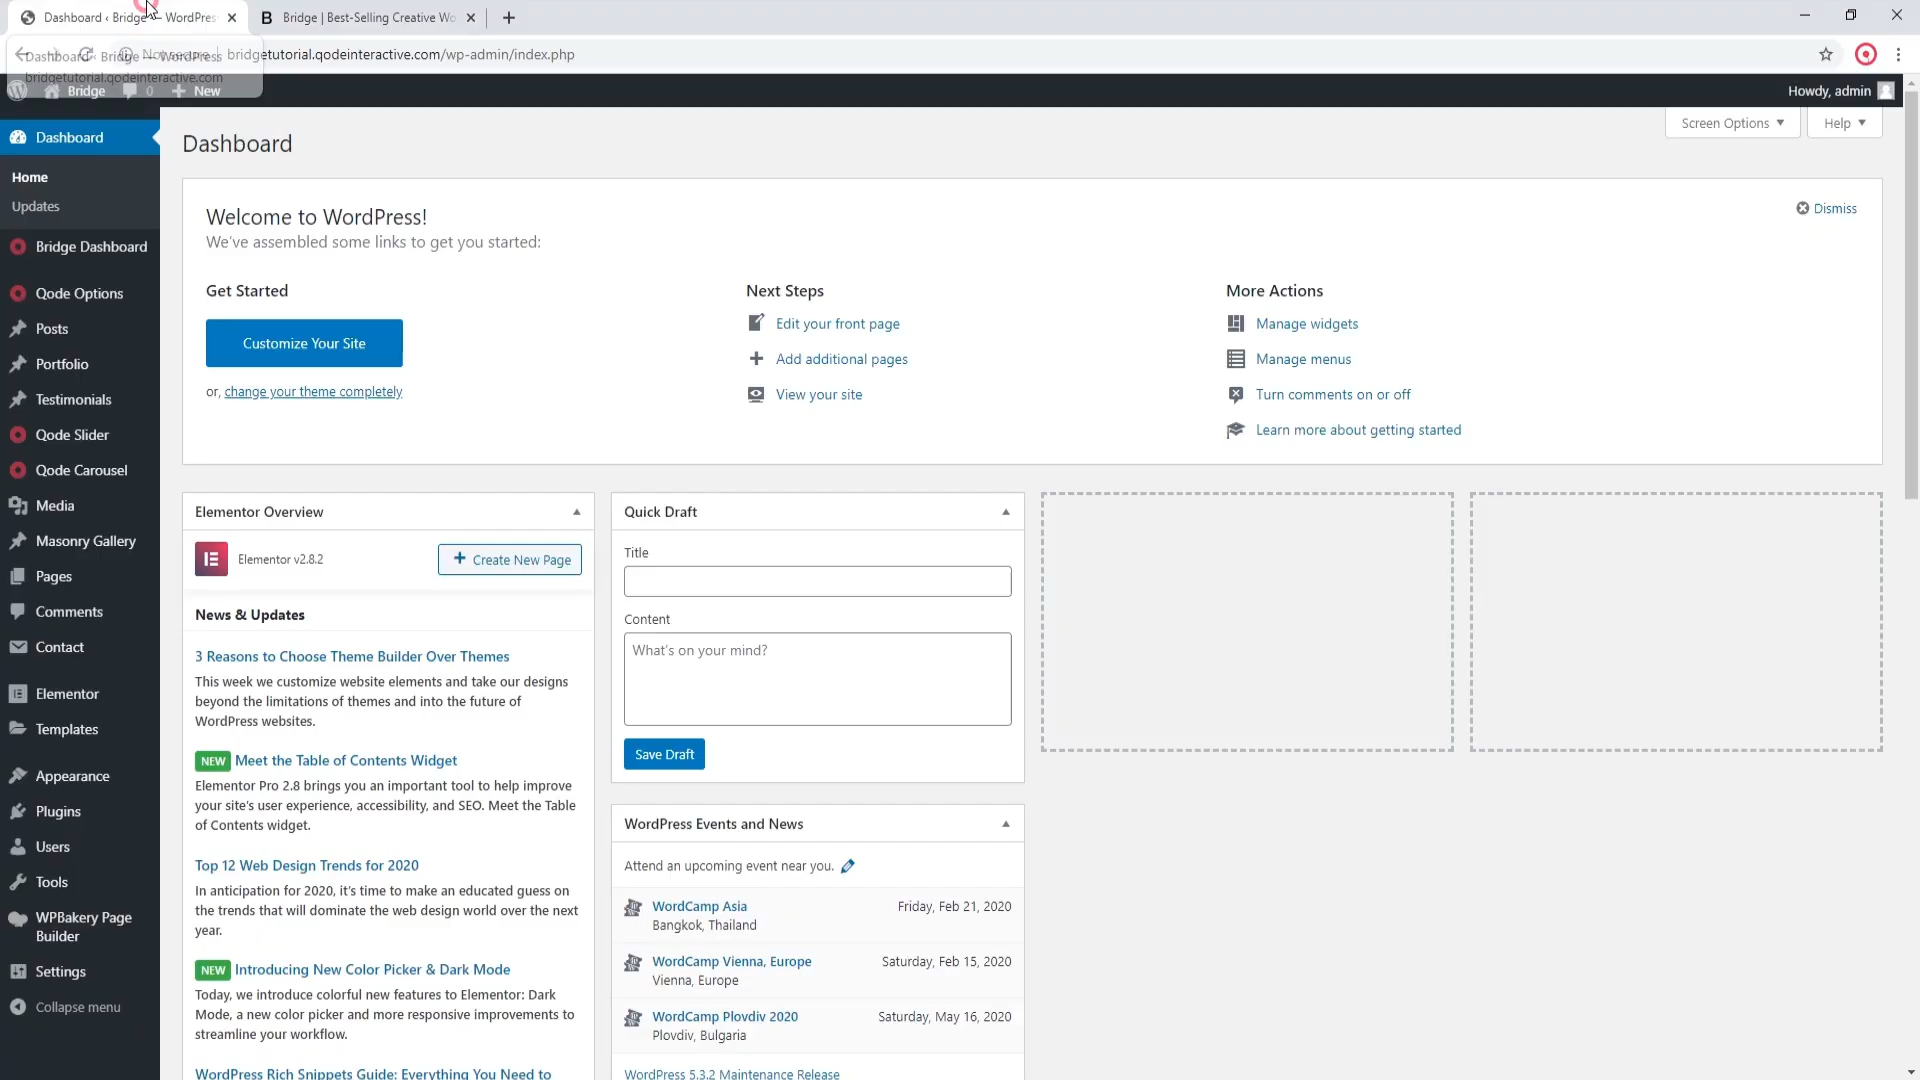 Dashboard ‹ Bridge — WordPres
Bridge | Best-Selling Creative Wo
Not secure
bridgetutorial.qodeinteractive.com/wp-admin/index.php
Dashboard ‹ Bridge — WordPress
bridgetutorial.qodeinteractive.com
Bridge
0
New
Howdy, admin
Dashboard
Home
Updates
Bridge Dashboard
Qode Options
Posts
Portfolio
Testimonials
Qode Slider
Qode Carousel
Media
Masonry Gallery
Pages
Comments
Contact
Elementor
Templates
Appearance
Plugins
Users
Tools
WPBakery Page
Builder
Settings
Collapse menu
Screen Options
Help
Dashboard
Welcome to WordPress!
We've assembled some links to get you started:
Dismiss
Get Started
Customize Your Site
or, change your theme completely
Next Steps
Edit your front page
Add additional pages
View your site
More Actions
Manage widgets
Manage menus
Turn comments on or off
Learn more about getting started
Elementor Overview
Elementor v2.8.2
Create New Page
News & Updates
3 Reasons to Choose Theme Builder Over Themes
This week we customize website elements and take our designs
beyond the limitations of themes and into the future of
WordPress websites.
NEW Meet the Table of Contents Widget
Elementor Pro 2.8 brings you an important tool to help improve
your site's user experience, accessibility, and SEO. Meet the Table
of Contents widget.
Top 12 Web Design Trends for 2020
In anticipation for 2020, it's time to make an educated guess on
the trends that will dominate the web design world over the next
year.
NEW Introducing New Color Picker & Dark Mode
Today, we introduce colorful new features to Elementor: Dark
Mode, a new color picker and more responsive improvements to
streamline your workflow.
WordPress Rich Snippets Guide: Everything You Need to
Quick Draft
Title
Content
What's on your mind?
Save Draft
WordPress Events and News
Attend an upcoming event near you.
WordCamp Asia
Friday, Feb 21, 2020
Bangkok, Thailand
WordCamp Vienna, Europe
Saturday, Feb 15, 2020
Vienna, Europe
WordCamp Plovdiv 2020
Saturday, May 16, 2020
Plovdiv, Bulgaria
WordPress 5.3.2 Maintenance Release